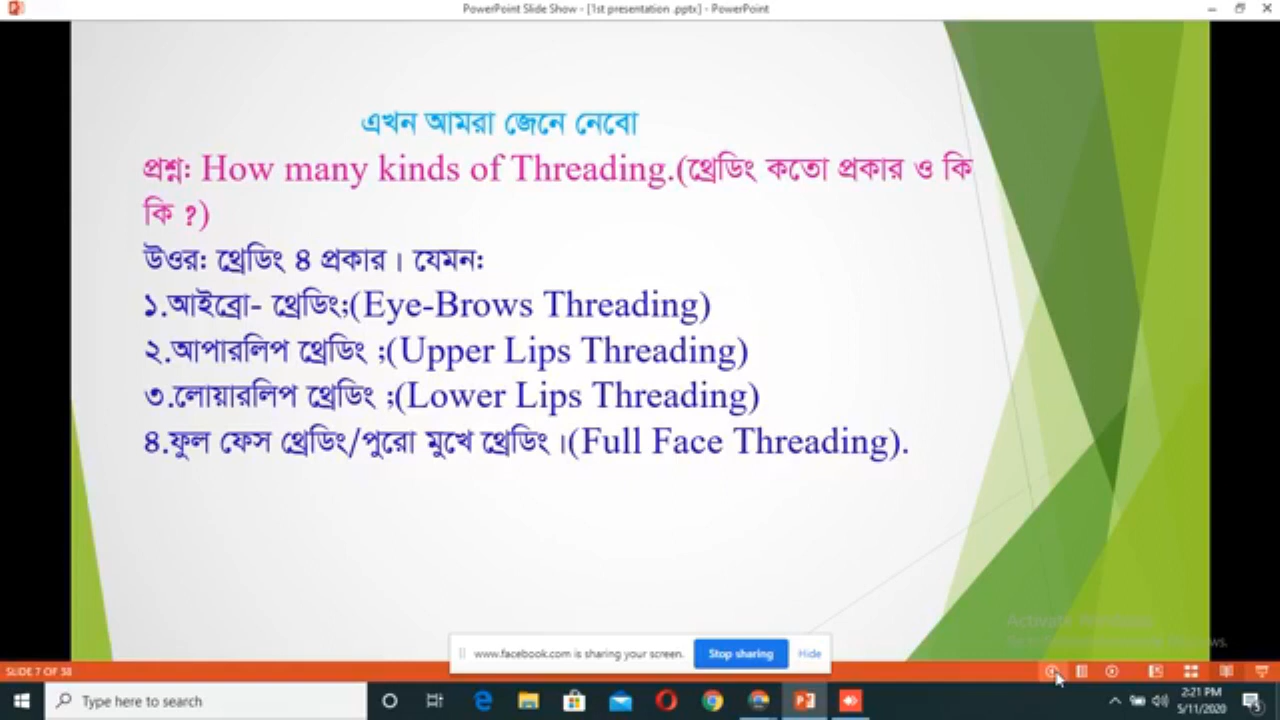 PowerPoint Slide Show - [1st presentation .pptx] - PowerPoint
এখন আমরা জেনে নেবো
প্রশ্ন: How many kinds of Threading.(থ্রেডিং কতো প্রকার ও কি
কি ?)
উওর: থ্রেডিং ৪ প্রকার। যেমন:
১.আইব্রো- থ্রেডিং;(Eye-Brows Threading)
২.আপারলিপ থ্রেডিং ;(Upper Lips Threading)
৩.লোয়ারলিপ থ্রেডিং ;(Lower Lips Threading)
৪.ফুল ফেস থ্রেডিং/পুরো মুখে থ্রেডিং।(Full Face Threading).
Activate Windows
www.facebook.com is sharing your screen. Stop sharing Hide
SLIDE 7 OF 38
Type here to search
2:21 PM
5/11/2020